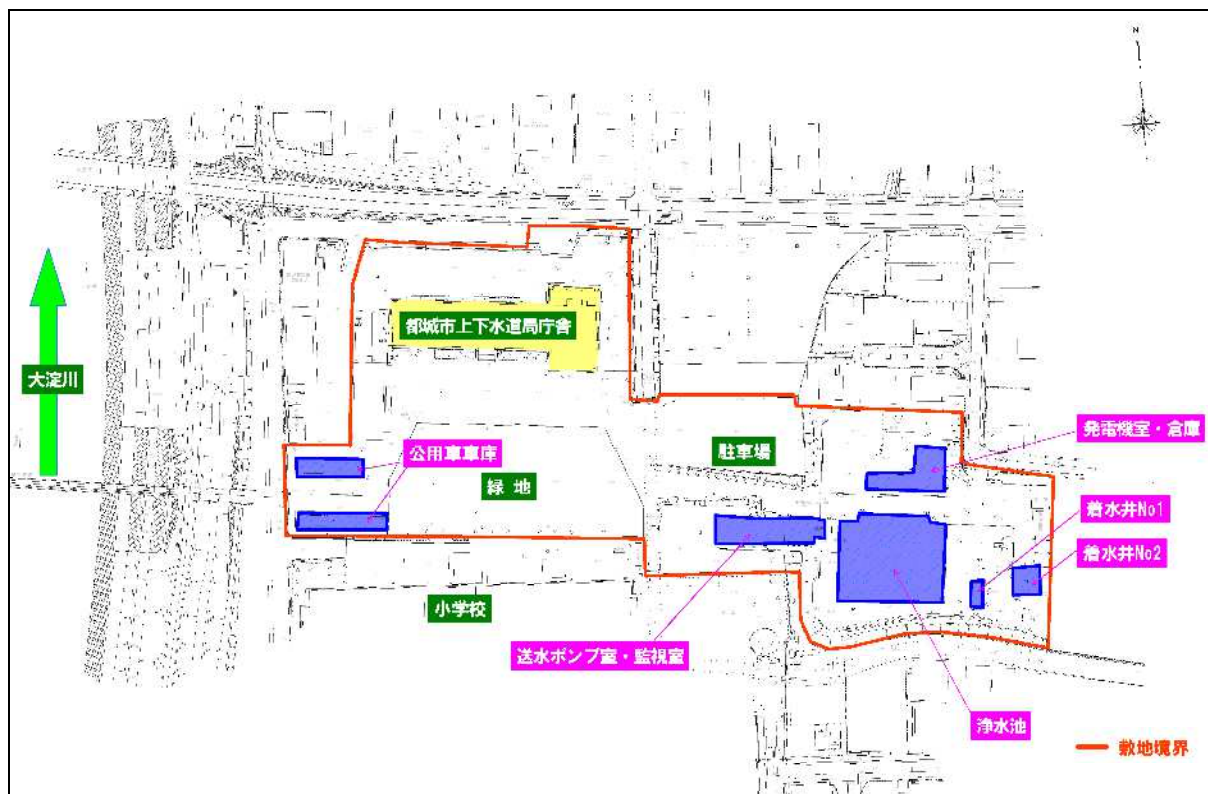 N
都城市上下水道局庁舎
大淀川
発電機室・倉庫
公用車車庫
駐車場
緑 地
着水井No1
着水井No2
小学校
送水ポンプ室・監視室
浄水池
敷地境界